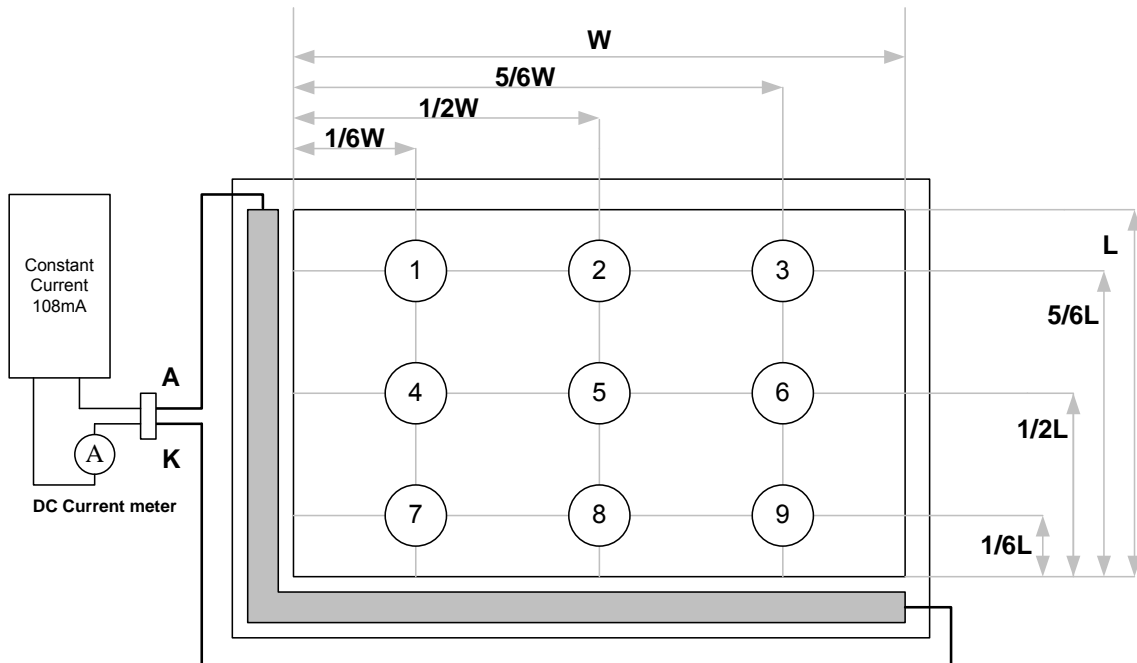 W
5/6W
1/2W
1/6W
L
Constant
Current
108mA
1
2
3
5/6L
A
4
5
6
1/2L
A
K
DC Current meter
7
8
9
1/6L